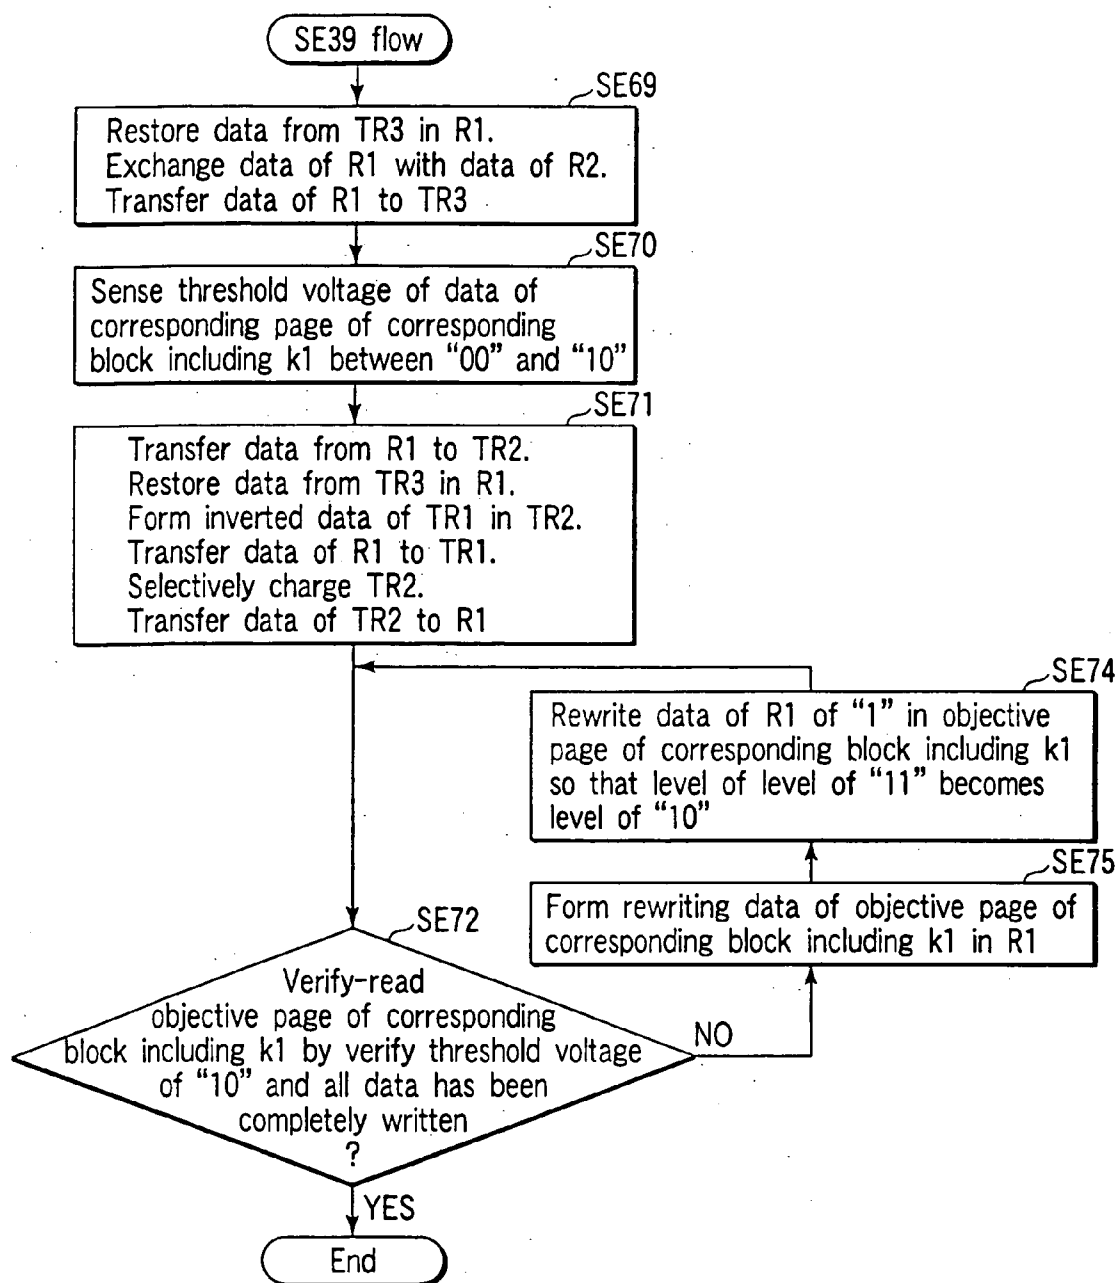 SE39 flow
SE69
Restore data from TR3 in R1.
Exchange data of R1 with data of R2.
Transfer data of R1 to TR3
SE70
Sense threshold voltage of data of
corresponding page of corresponding
block including k1 between “00” and “10”
SE71
Transfer data from R1 to TR2.
Restore data from TR3 in R1.
Form inverted data of TR1 in TR2.
Transfer data of R1 to TR1.
Selectively charge TR2.
Transfer data of TR2 to R1
SE74
Rewrite data of R1 of “1” in objective
page of corresponding block including k1
so that level of level of “11” becomes
level of “10”
SE75
Form rewriting data of objective page of
corresponding block including k1 in R1
SE72
Verify-read
objective page of corresponding
block including k1 by verify threshold voltage
of “10” and all data has been
completely written
?
NO
YES
End